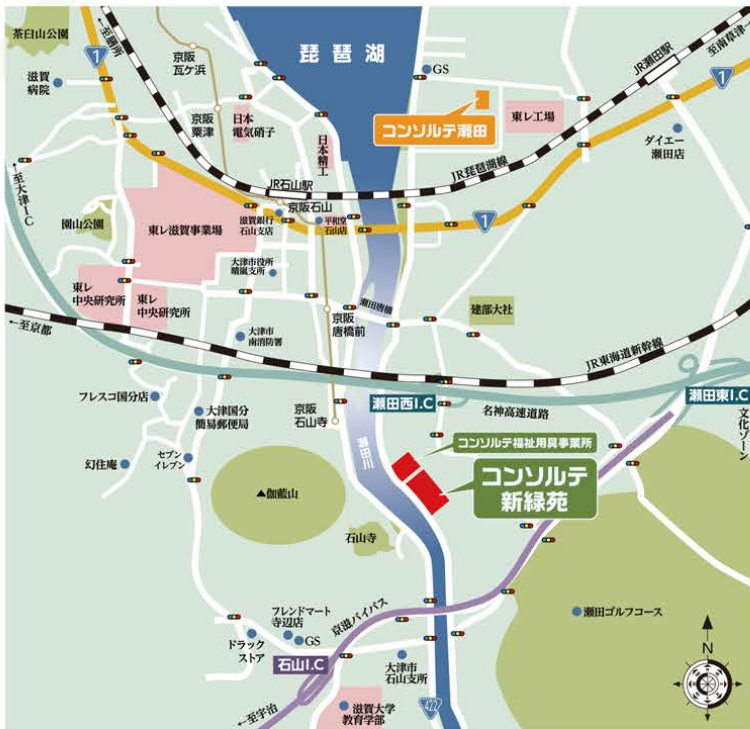 茶臼山公園
←至膳所
1
京阪
瓦ヶ浜
琵琶湖
GS
JR瀬田駅
至南草津→
1
滋賀
病院
京阪
粟津
日本
電気硝子
コンソルテ瀬田
東レ工場
日本精工
ダイエー
瀬田店
←至大津I.C
JR石山駅
JR琵琶湖線
京阪石山
園山公園
東レ滋賀事業場
滋賀銀行
石山支店
平和堂
石山店
1
大津市役所
晴嵐支所
東レ
中央研究所
東レ
中央研究所
瀬田唐橋
建部大社
←至京都
大津市
南消防署
京阪
唐橋前
JR東海道新幹線
フレスコ国分店
大津国分
簡易郵便局
京阪
石山寺
瀬田西I.C
名神高速道路
瀬田東I.C
文化ゾーン
瀬田川
コンソルテ福祉用具事業所
幻住庵
セブン
イレブン
コンソルテ
新緑苑
▲伽藍山
石山寺
フレンドマート
寺辺店
GS
京滋バイパス
瀬田ゴルフコース
ドラック
ストア
石山I.C
大津市
石山支所
N
←至宇治
滋賀大学
教育学部
422